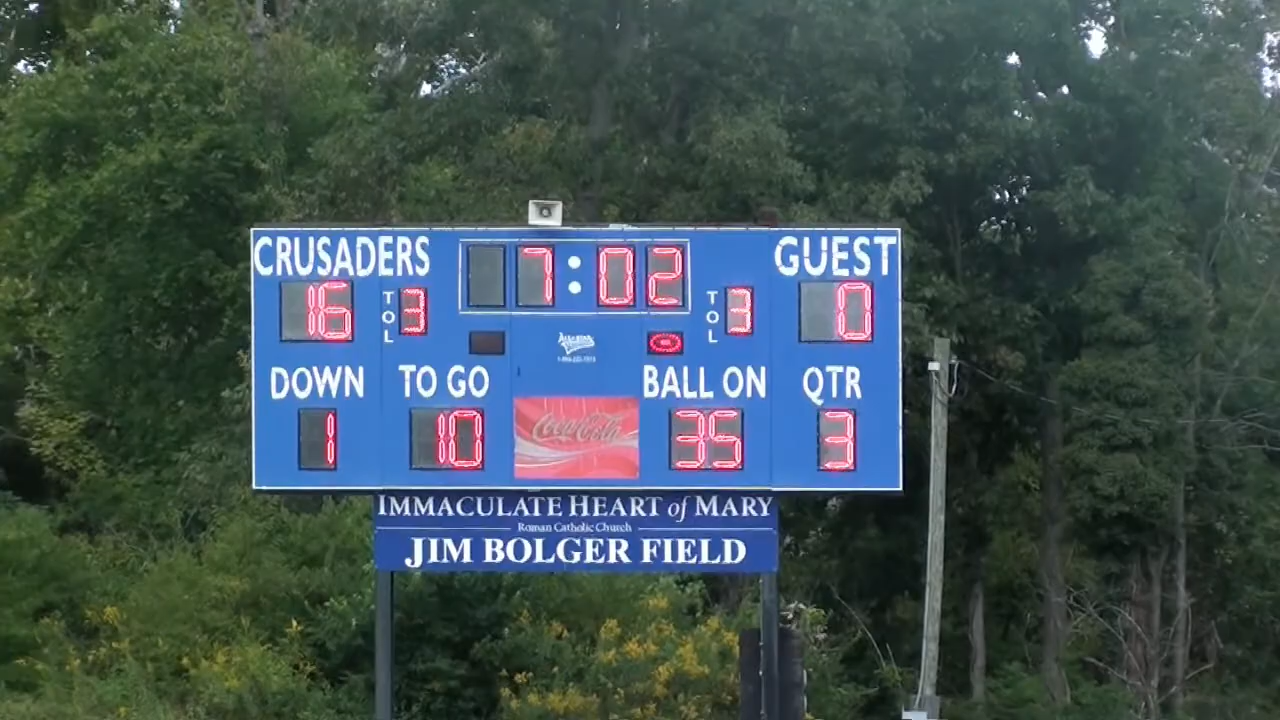 CRUSADERS 7:02 GUEST
16 TOL 3 TOL 3 0
DOWN TO GO BALL ON QTR
1 10 Coca-Cola 35 3
IMMACULATE HEART of MARY
Roman Catholic Church
JIM BOLGER FIELD